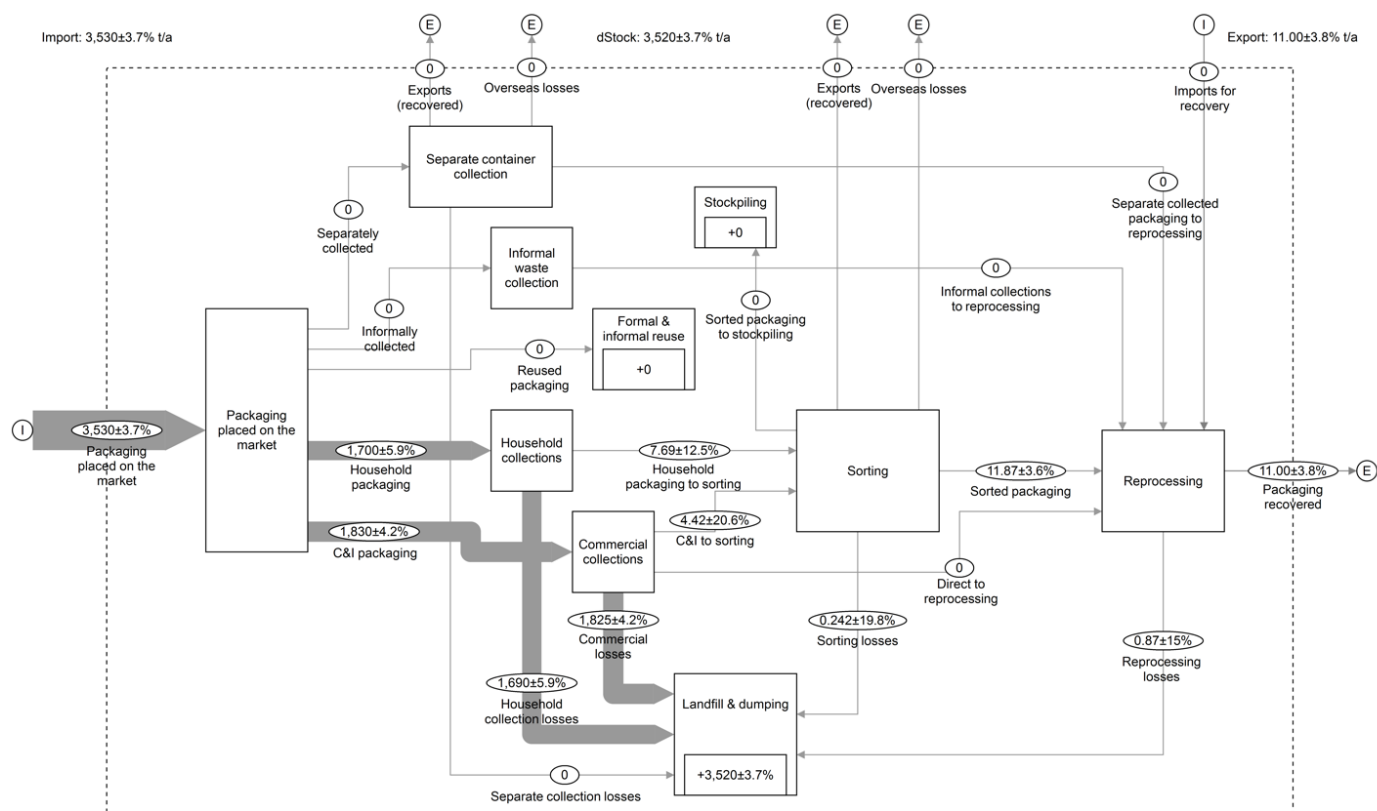 E
E
E
E
I
Import: 3,530±3.7% t/a
dStock: 3,520±3.7% t/a
Export: 11.00±3.8% t/a
0
0
0
0
0
Exports
(recovered)
Overseas losses
Exports
(recovered)
Overseas losses
Imports for
recovery
Separate container
collection
0
Separate collected
packaging to
reprocessing
Stockpiling
+0
0
Separately
collected
Informal
waste
collection
0
Informal collections
to reprocessing
0
Informally
collected
0
Sorted packaging
to stockpiling
Formal &
informal reuse
+0
0
Reused
packaging
I
3,530±3.7%
Packaging
placed on the
market
Packaging
placed on the
market
1,700±5.9%
Household
packaging
Household
collections
7.69±12.5%
Household
packaging to sorting
Sorting
11.87±3.6%
Sorted packaging
Reprocessing
11.00±3.8%
Packaging
recovered
E
1,830±4.2%
C&I packaging
4.42±20.6%
C&I to sorting
Commercial
collections
0
Direct to
reprocessing
1,825±4.2%
Commercial
losses
0.242±19.8%
Sorting losses
0.87±15%
Reprocessing
losses
1,690±5.9%
Household
collection losses
Landfill & dumping
+3,520±3.7%
0
Separate collection losses